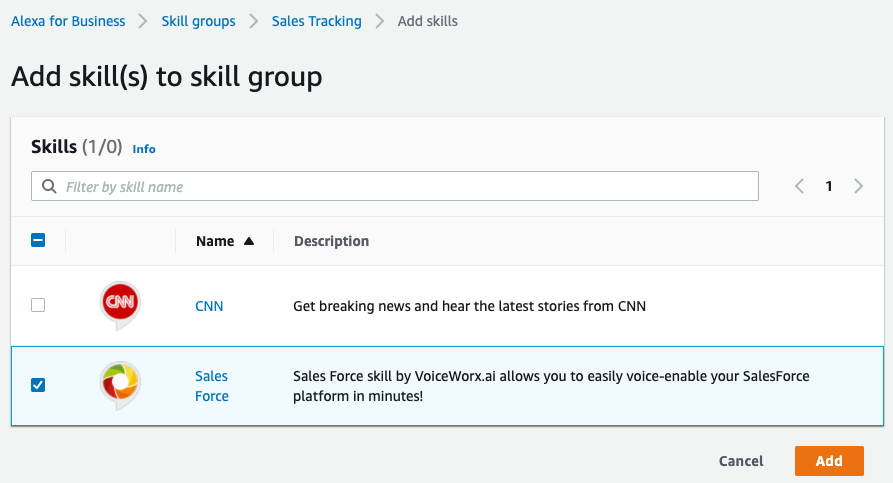 Alexa for Business > Skill groups > Sales Tracking > Add skills
Add skill(s) to skill group
Skills (1/0) Info
Filter by skill name
1
Name Description
CNN
CNN Get breaking news and hear the latest stories from CNN
Sales Force Sales Force skill by VoiceWorx.ai allows you to easily voice-enable your SalesForce
platform in minutes!
Cancel Add